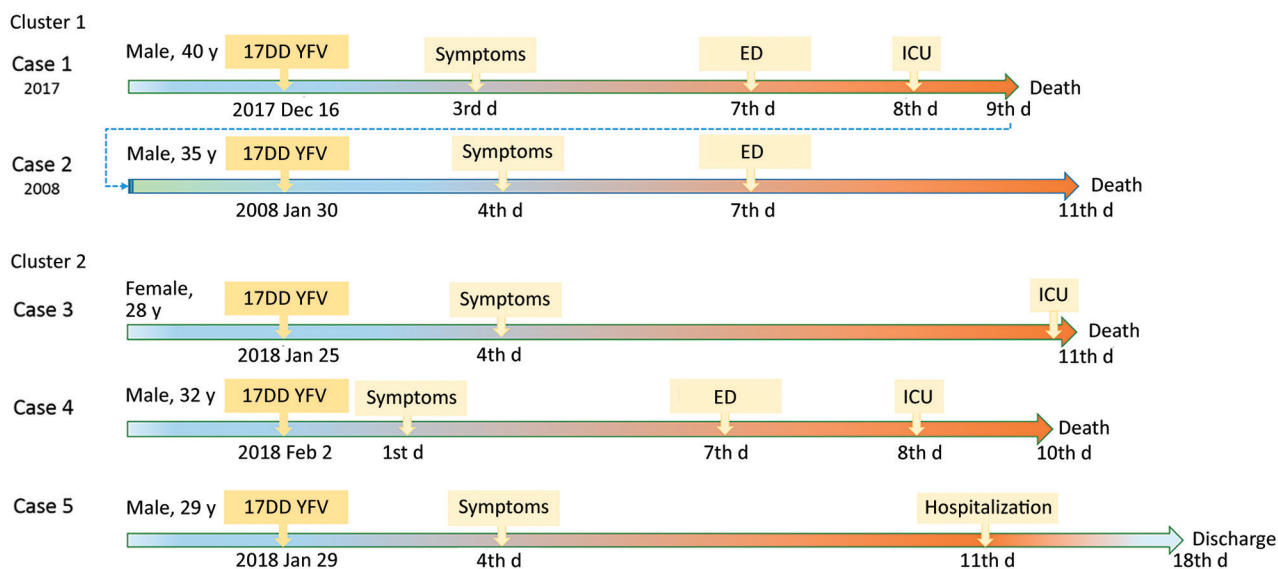 Cluster 1
Case 1
2017
Male, 40 y
17DD YFV
Symptoms
ED
ICU
Death
2017 Dec 16
3rd d
7th d
8th d
9th d
Case 2
2008
Male, 35 y
17DD YFV
Symptoms
ED
Death
2008 Jan 30
4th d
7th d
11th d
Cluster 2
Case 3
Female,
28 y
17DD YFV
Symptoms
ICU
Death
2018 Jan 25
4th d
11th d
Case 4
Male, 32 y
17DD YFV
Symptoms
ED
ICU
Death
2018 Feb 2
1st d
7th d
8th d
10th d
Case 5
Male, 29 y
17DD YFV
Symptoms
Hospitalization
Discharge
2018 Jan 29
4th d
11th d
18th d